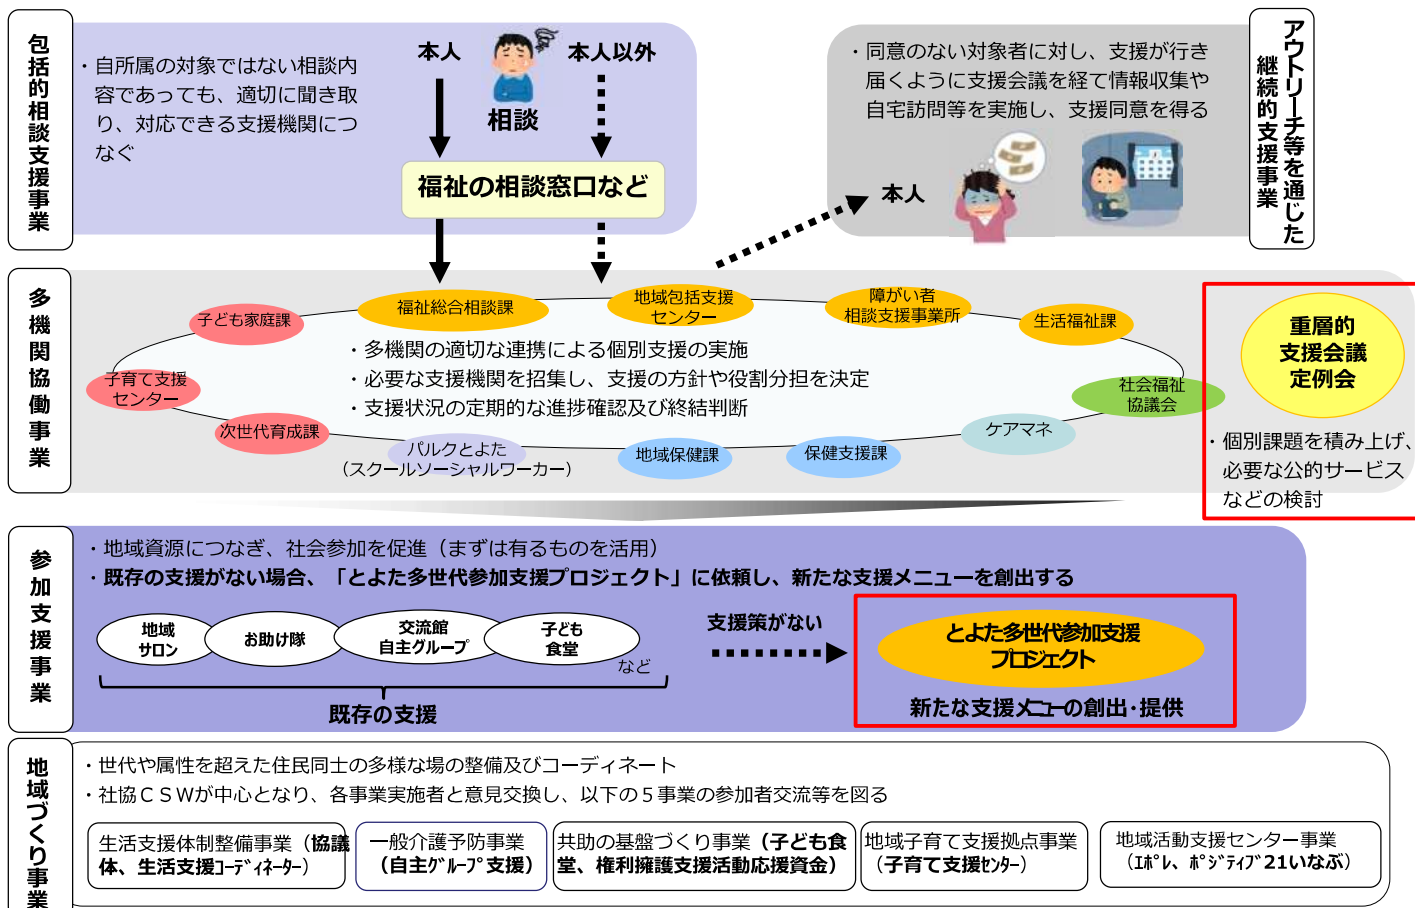 包括的相談支援事業
・自所属の対象ではない相談内
容であっても、適切に聞き取
り、対応できる支援機関につ
なぐ
本人
本人以外
相談
福祉の相談窓口など
・同意のない対象者に対し、支援が行き
届くように支援会議を経て情報収集や
自宅訪問等を実施し、支援同意を得る
本人
アウトリーチ等を通じた
継続的支援事業
多機関協働事業
子ども家庭課
福祉総合相談課
地域包括支援
センター
障がい者
相談支援事業所
生活福祉課
子育て支援
センター
・多機関の適切な連携による個別支援の実施
・必要な支援機関を招集し、支援の方針や役割分担を決定
・支援状況の定期的な進捗確認及び終結判断
社会福祉
協議会
次世代育成課
パルクとよた
（スクールソーシャルワーカー）
地域保健課
保健支援課
ケアマネ
重層的
支援会議
定例会
・個別課題を積み上げ、
必要な公的サービス
などの検討
参加支援事業
・地域資源につなぎ、社会参加を促進（まずは有るものを活用）
・既存の支援がない場合、「とよた多世代参加支援プロジェクト」に依頼し、新たな支援メニューを創出する
地域
サロン
お助け隊
交流館
自主グループ
子ども
食堂
など
既存の支援
支援策がない
とよた多世代参加支援
プロジェクト
新たな支援メニューの創出・提供
地域づくり事業
・世代や属性を超えた住民同士の多様な場の整備及びコーディネート
・社協ＣＳＷが中心となり、各事業実施者と意見交換し、以下の５事業の参加者交流等を図る
生活支援体制整備事業（協議
体、生活支援ｺｰﾃﾞｨﾈｰﾀｰ）
一般介護予防事業
（自主ｸﾞﾙｰﾌﾟ支援）
共助の基盤づくり事業（子ども食
堂、権利擁護支援活動応援資金）
地域子育て支援拠点事業
（子育て支援ｾﾝﾀｰ）
地域活動支援センター事業
（ｴﾎﾟﾚ、ﾎﾟｼﾞﾃｨﾌﾞ21いなぶ）